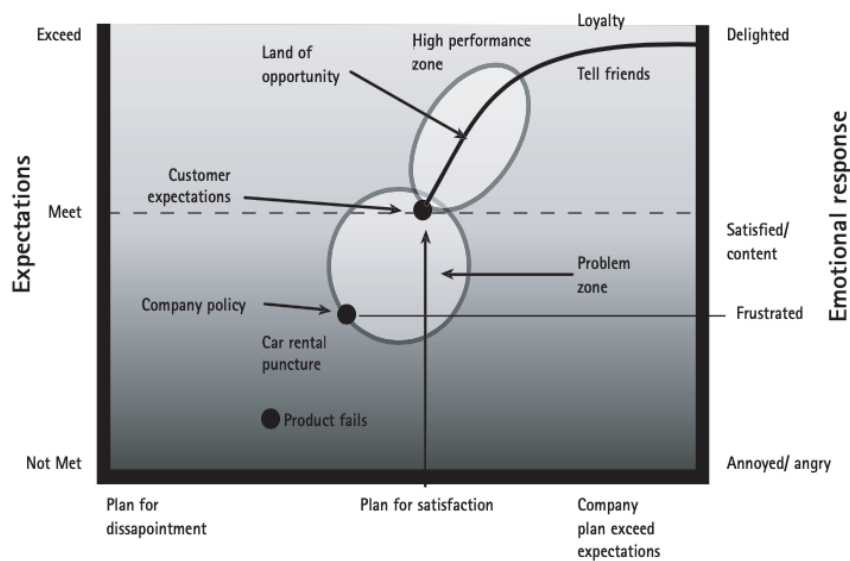 Loyalty
Exceed
Delighted
High performance
zone
Land of
opportunity
Tell friends
Customer
expectations
Expectations
Emotional response
Meet
Satisfied/
content
Problem
zone
Company policy
Frustrated
Car rental
puncture
Product fails
Not Met
Annoyed/ angry
Plan for
dissapointment
Plan for satisfaction
Company
plan exceed
expectations